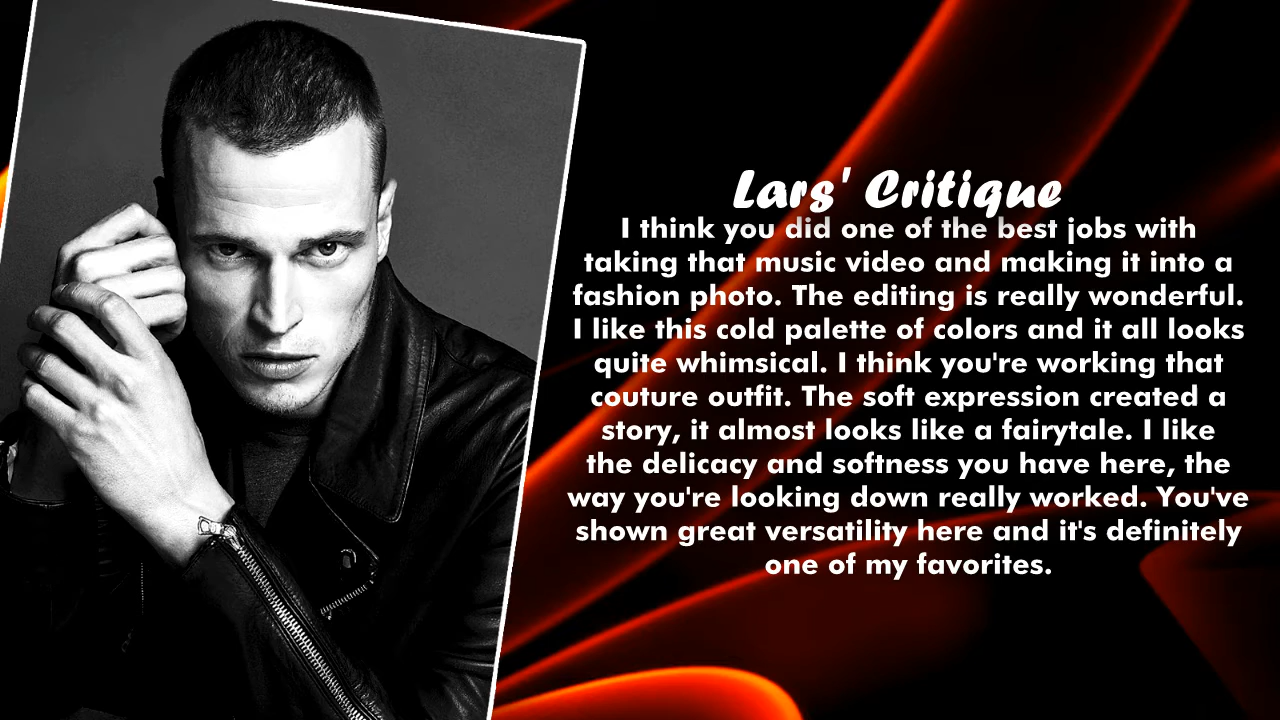 Lars' Critique
I think you did one of the best jobs with
taking that music video and making it into a
fashion photo. The editing is really wonderful.
I like this cold palette of colors and it all looks
quite whimsical. I think you're working that
couture outfit. The soft expression created a
story, it almost looks like a fairytale. I like
the delicacy and softness you have here, the
way you're looking down really worked. You've
shown great versatility here and it's definitely
one of my favorites.